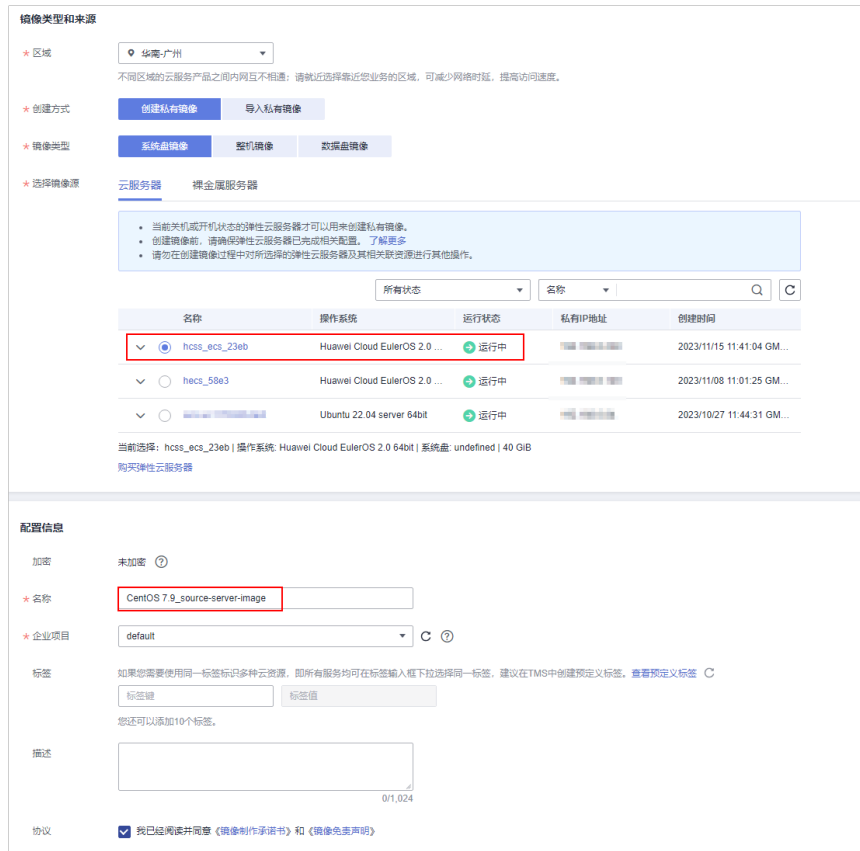 镜像类型和来源
* 区域 华南-广州
不同区域的云服务产品之间内网互不相通；请就近选择靠近您业务的区域，可减少网络时延，提高访问速度。
* 创建方式 创建私有镜像 导入私有镜像
* 镜像类型 系统盘镜像 整机镜像 数据盘镜像
* 选择镜像源 云服务器 裸金属服务器
• 当前关机或开机状态的弹性云服务器才可以用来创建私有镜像。
• 创建镜像前，请确保弹性云服务器已完成相关配置。 了解更多
• 请勿在创建镜像过程中对所选择的弹性云服务器及其相关联资源进行其他操作。
所有状态 名称
名称 操作系统 运行状态 私有IP地址 创建时间
hcss_ecs_23eb Huawei Cloud EulerOS 2.0 ... 运行中 2023/11/15 11:41:04 GM...
hecs_58e3 Huawei Cloud EulerOS 2.0 ... 运行中 2023/11/08 11:01:25 GM...
Ubuntu 22.04 server 64bit 运行中 2023/10/27 11:44:31 GM...
当前选择：hcss_ecs_23eb | 操作系统: Huawei Cloud EulerOS 2.0 64bit | 系统盘: undefined | 40 GiB
购买弹性云服务器
配置信息
加密 未加密 ?
* 名称 CentOS 7.9_source-server-image
* 企业项目 default ?
标签 如果您需要使用同一标签标识多种云资源，即所有服务均可在标签输入框下拉选择同一标签，建议在TMS中创建预定义标签。查看预定义标签
标签键 标签值
您还可以添加10个标签。
描述
0/1,024
协议 我已经阅读并同意《镜像制作承诺书》和《镜像免责声明》